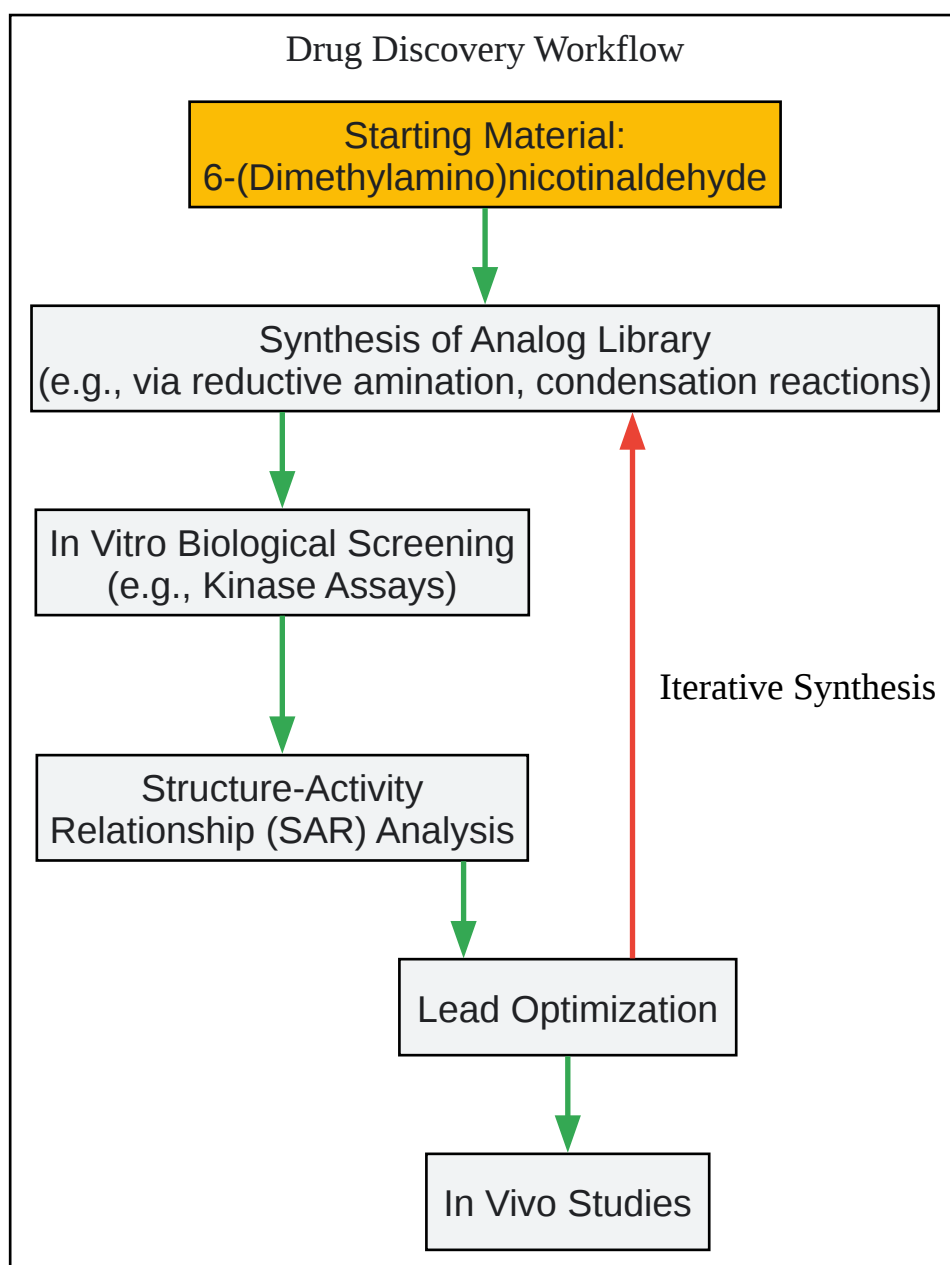 Drug Discovery Workflow
Starting Material:
6-(Dimethylamino)nicotinaldehyde
Synthesis of Analog Library
(e.g., via reductive amination, condensation reactions)
In Vitro Biological Screening
(e.g., Kinase Assays)
Iterative Synthesis
Structure-Activity
Relationship (SAR) Analysis
Lead Optimization
In Vivo Studies